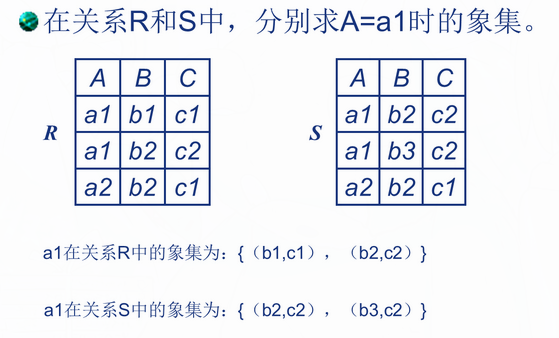 在关系R和S中，分别求A=a1时的象集。
R
A B C
a1 b1 c1
a1 b2 c2
a2 b2 c2
S
A B C
a1 b2 c2
a1 b3 c2
a2 b2 c1
a1在关系R中的象集为：{（b1,c1），（b2,c2）}
a1在关系S中的象集为：{（b2,c2），（b3,c2）}